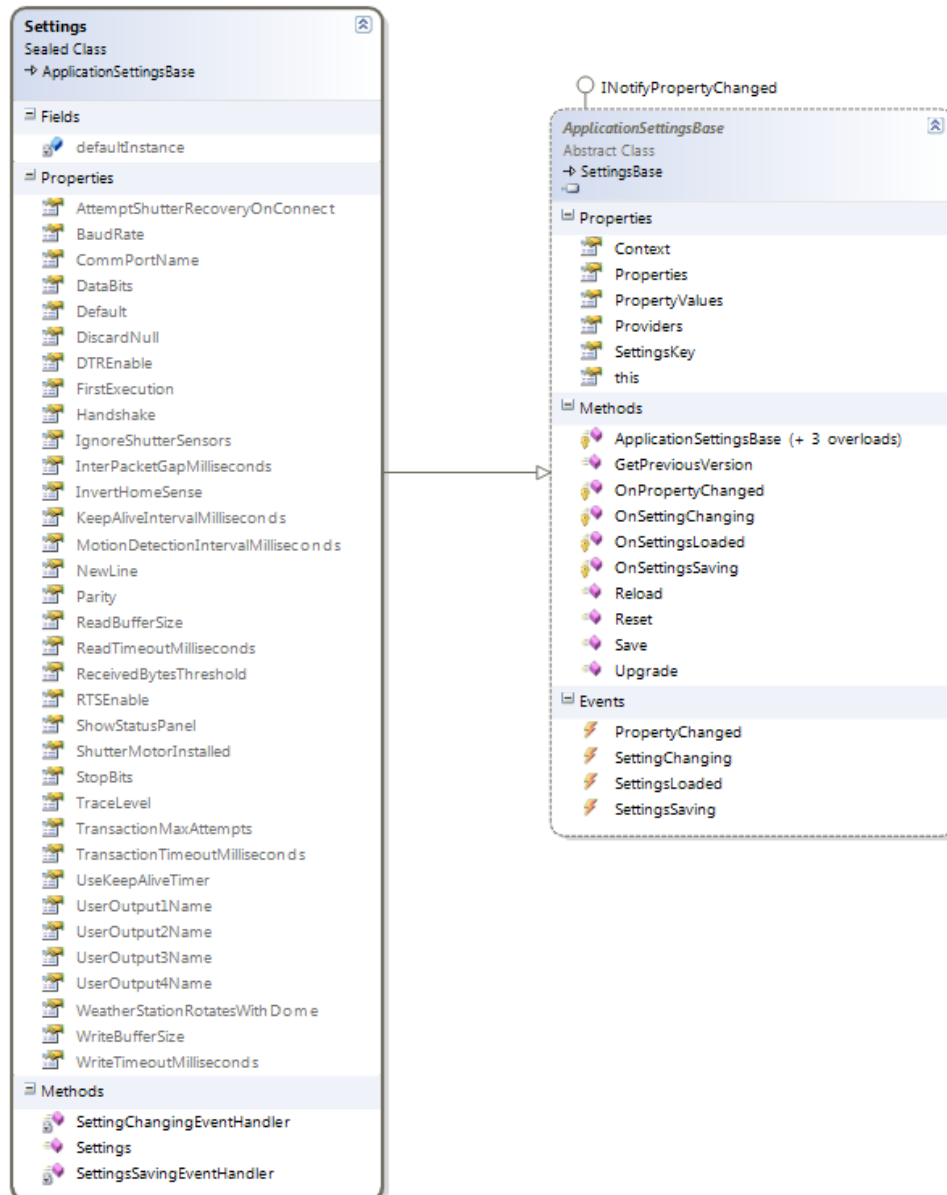 Settings
Sealed Class
ApplicationSettingsBase
Fields
defaultInstance
Properties
AttemptShutterRecoveryOnConnect
BaudRate
CommPortName
DataBits
Default
DiscardNull
DTREnable
FirstExecution
Handshake
IgnoreShutterSensors
InterPacketGapMilliseconds
InvertHomeSense
KeepAliveIntervalMilliseconds
MotionDetectionIntervalMilliseconds
NewLine
Parity
ReadBufferSize
ReadTimeoutMilliseconds
ReceivedBytesThreshold
RTSEnable
ShowStatusPanel
ShutterMotorInstalled
StopBits
TraceLevel
TransactionMaxAttempts
TransactionTimeoutMilliseconds
UseKeepAliveTimer
UserOutput1Name
UserOutput2Name
UserOutput3Name
UserOutput4Name
WeatherStationRotatesWithDome
WriteBufferSize
WriteTimeoutMilliseconds
Methods
SettingChangingEventHandler
Settings
SettingsSavingEventHandler
INotifyPropertyChanged
ApplicationSettingsBase
Abstract Class
SettingsBase
Properties
Context
Properties
PropertyValues
Providers
SettingsKey
this
Methods
ApplicationSettingsBase (+ 3 overloads)
GetPreviousVersion
OnPropertyChanged
OnSettingChanging
OnSettingsLoaded
OnSettingsSaving
Reload
Reset
Save
Upgrade
Events
PropertyChanged
SettingChanging
SettingsLoaded
SettingsSaving